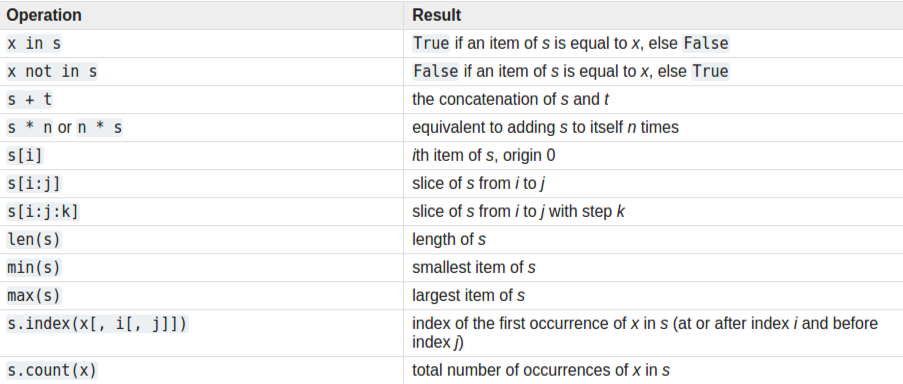 Operation Result
x in s True if an item of s is equal to x, else False
x not in s False if an item of s is equal to x, else True
s + t the concatenation of s and t
s * n or n * s equivalent to adding s to itself n times
s[i] ith item of s, origin 0
s[i:j] slice of s from i to j
s[i:j:k] slice of s from i to j with step k
len(s) length of s
min(s) smallest item of s
max(s) largest item of s
s.index(x[, i[, j]]) index of the first occurrence of x in s (at or after index i and before
index j)
s.count(x) total number of occurrences of x in s